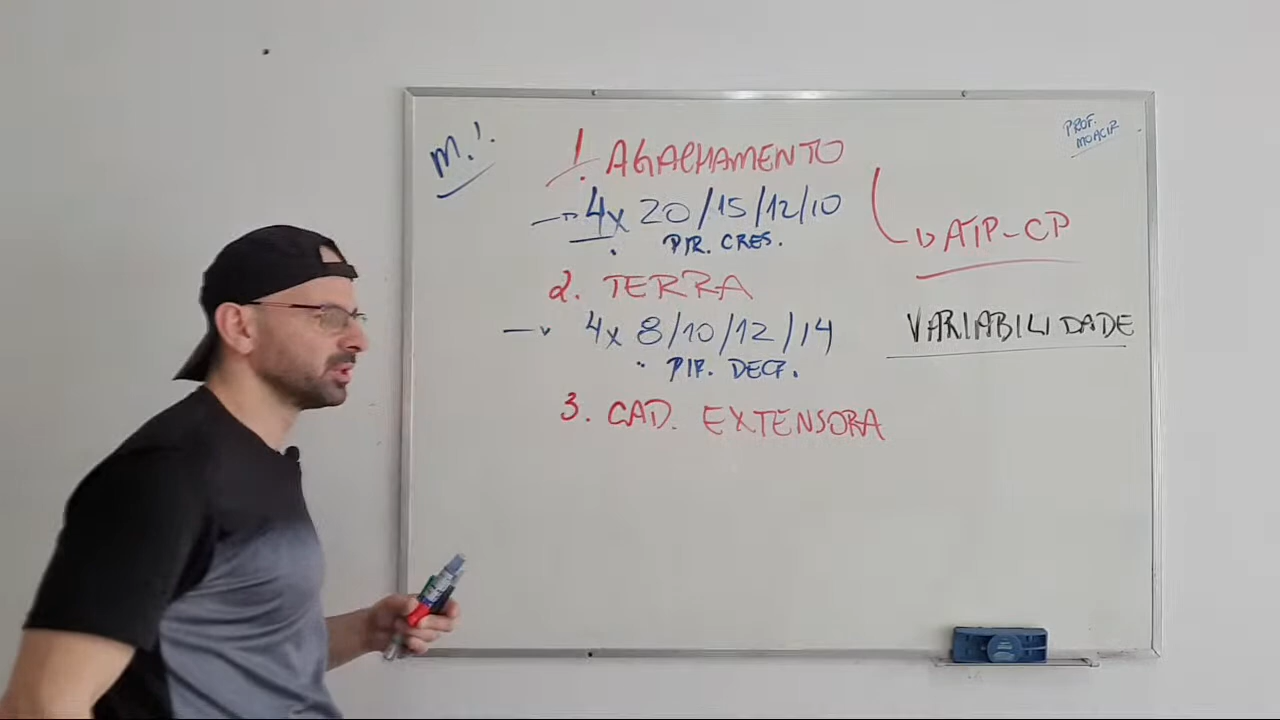 M.I.
1. AGACHAMENTO
4x 20/15/12/10
PIR. CRES.
2. TERRA
4x 8/10/12/14
PIR. DECR.
3. CAD. EXTENSORA
PROF.
MOACIR
ATP-CP
VARIABILIDADE